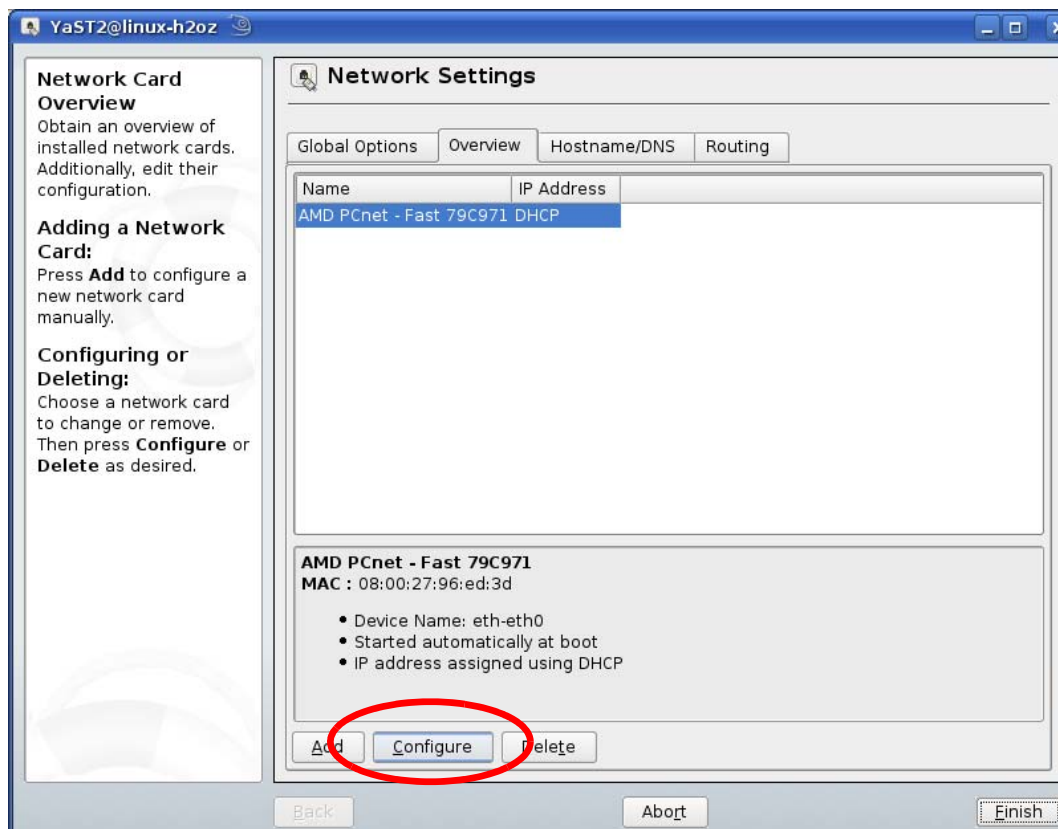 YaST2@linux-h2oz
Network Card
Overview
Obtain an overview of
installed network cards.
Additionally, edit their
configuration.
Adding a Network
Card:
Press Add to configure a
new network card
manually.
Configuring or
Deleting:
Choose a network card
to change or remove.
Then press Configure or
Delete as desired.
Network Settings
Global Options Overview Hostname/DNS Routing
Name IP Address
AMD PCnet - Fast 79C971 DHCP
AMD PCnet - Fast 79C971
MAC : 08:00:27:96:ed:3d
• Device Name: eth-eth0
• Started automatically at boot
• IP address assigned using DHCP
Add Configure Delete
Back Abort Finish